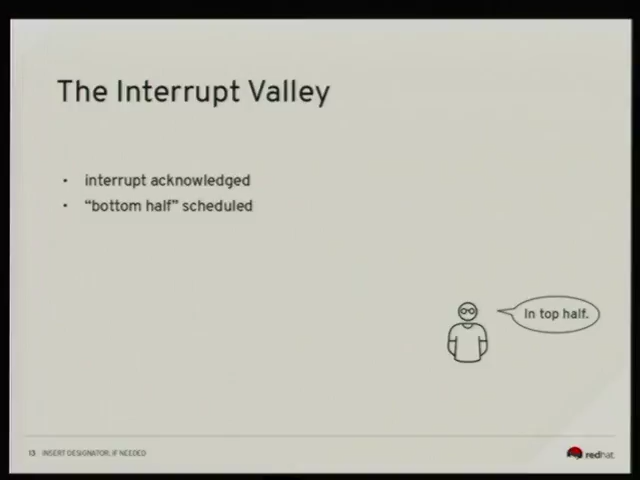 The Interrupt Valley
• interrupt acknowledged
• “bottom half” scheduled
In top half.
13 INSERT DESIGNATOR, IF NEEDED
redhat.